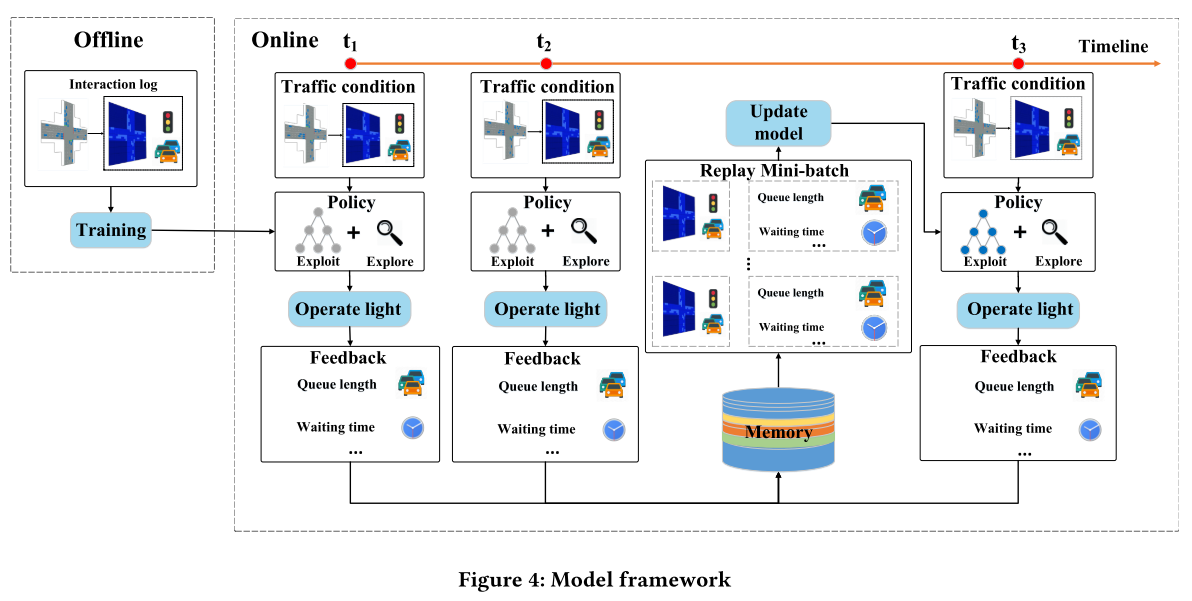 Offline
Interaction log
Training
Online
t1
t2
t3
Timeline
Traffic condition
Policy
+
Exploit
Explore
Operate light
Feedback
Queue length
Waiting time
...
Traffic condition
Policy
+
Exploit
Explore
Operate light
Feedback
Queue length
Waiting time
...
Update
model
Replay Mini-batch
Queue length
Waiting time
...
...
Queue length
Waiting time
...
Memory
Traffic condition
Policy
+
Exploit
Explore
Operate light
Feedback
Queue length
Waiting time
...
Figure 4: Model framework